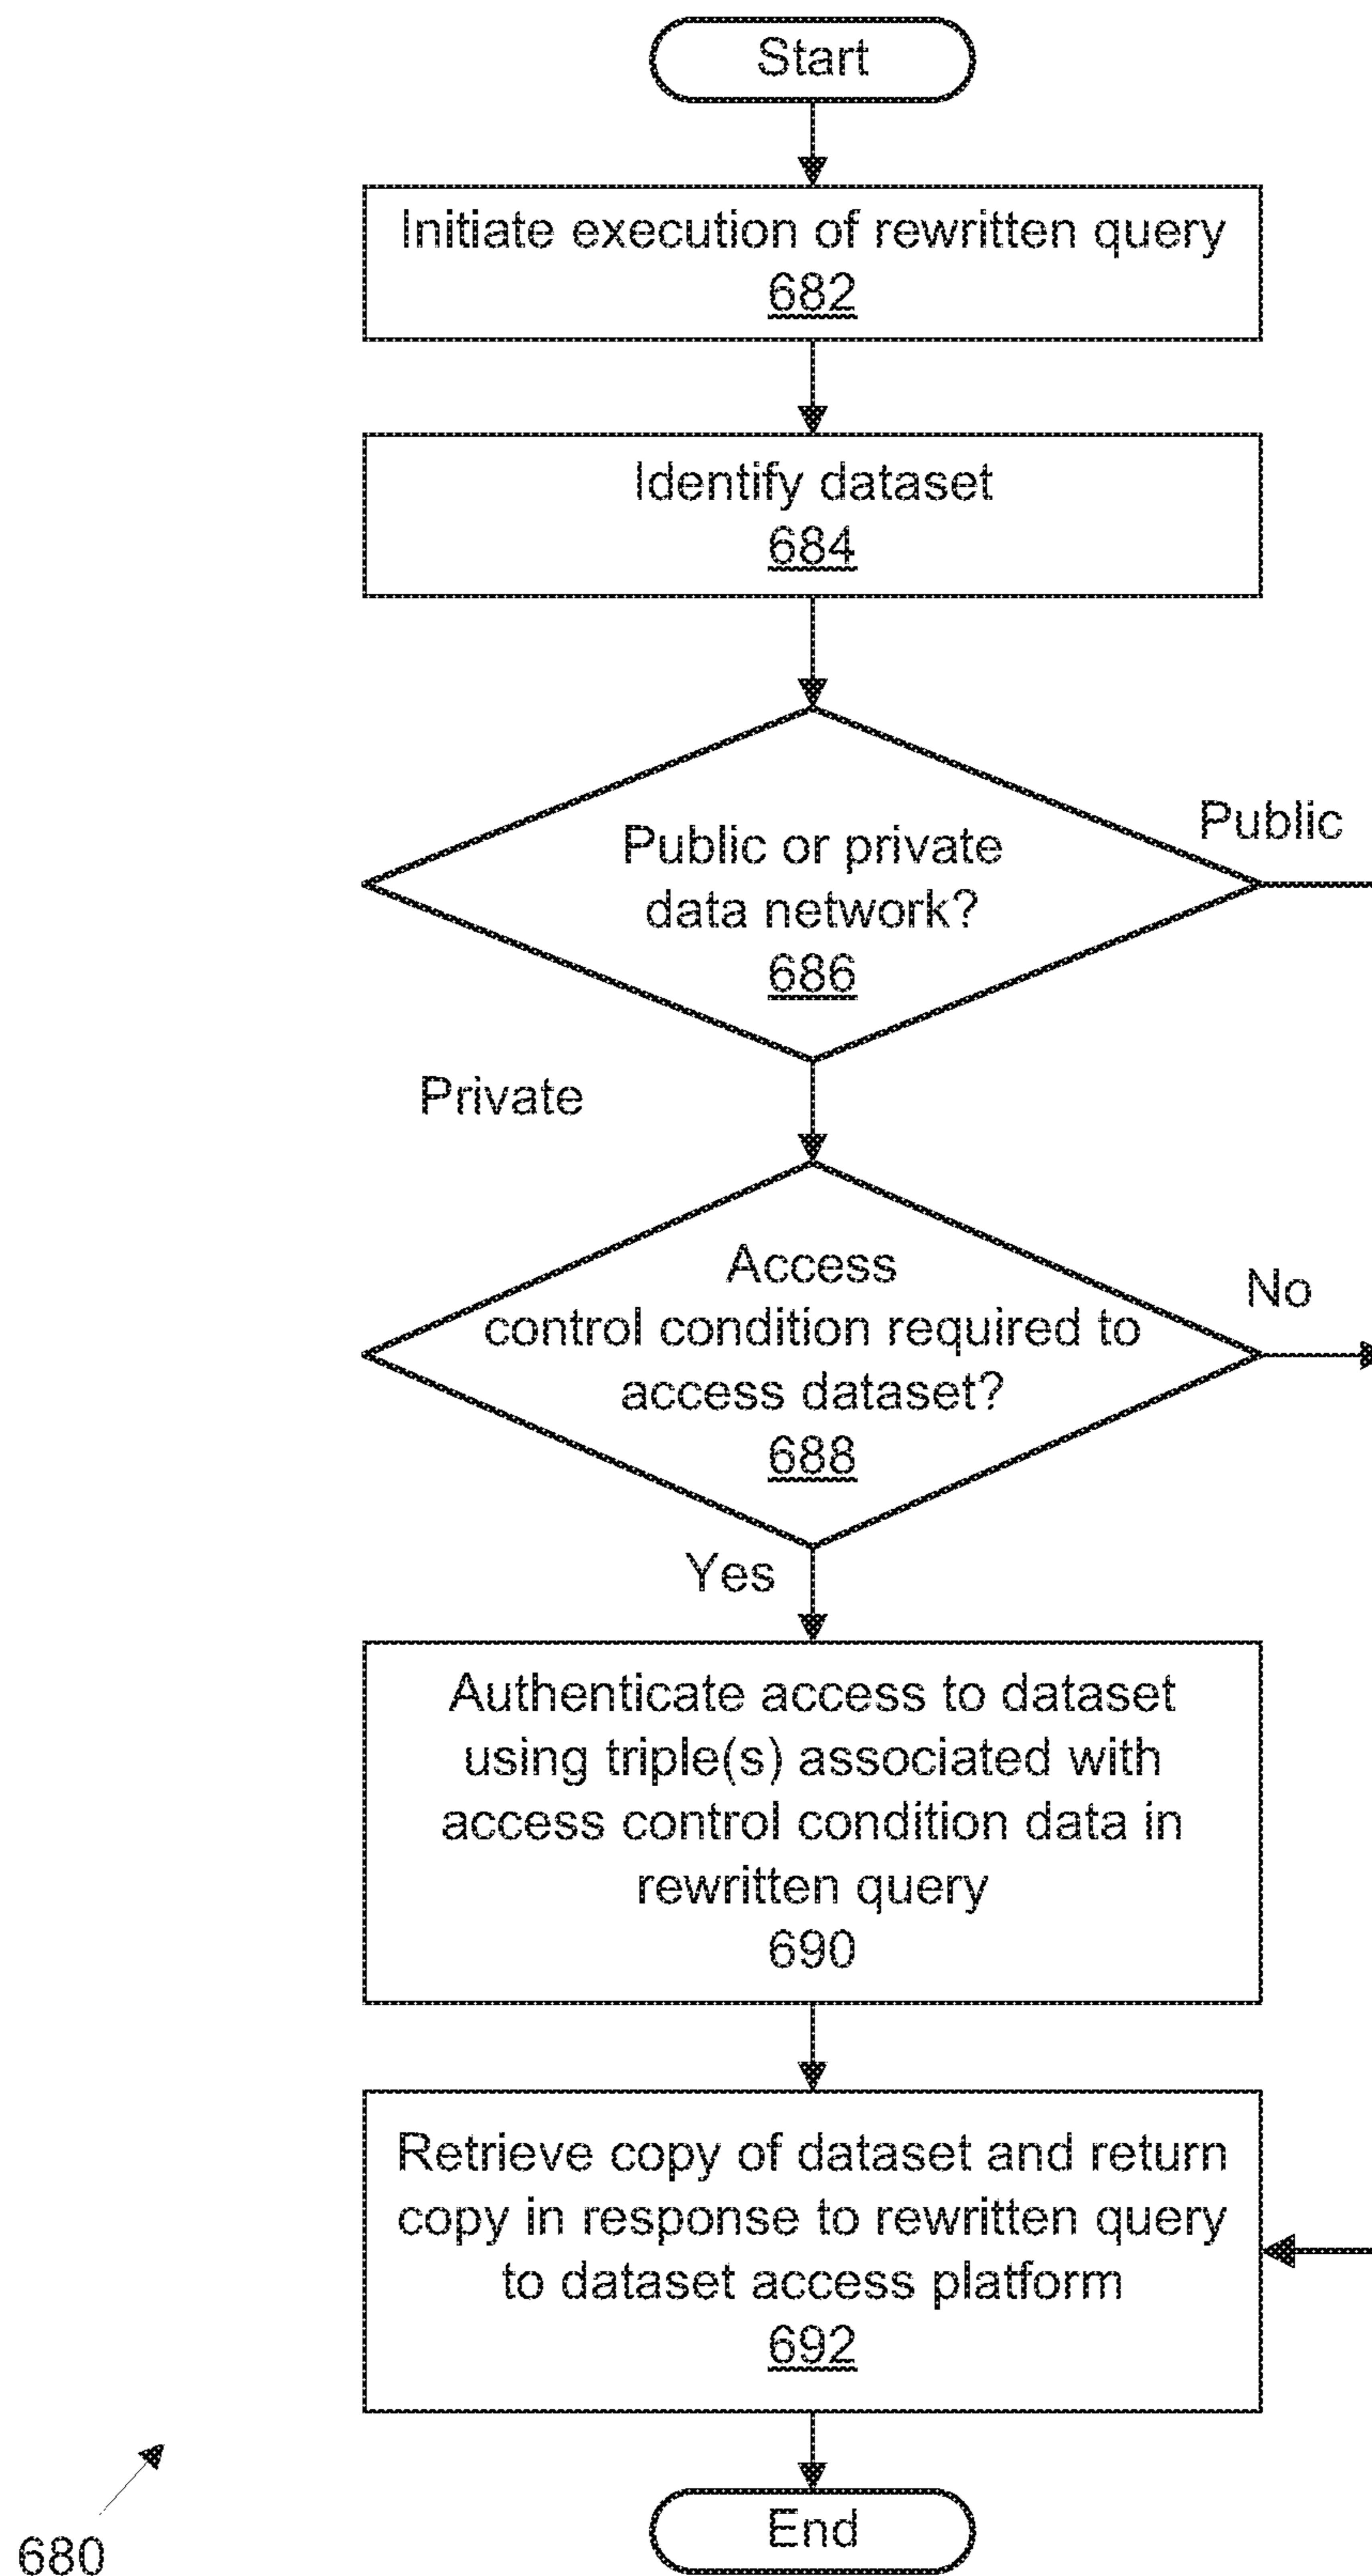 Start
Initiate execution of rewritten query
682
Identify dataset
684
Public or private
data network?
686
Public
Private
Access
control condition required to
access dataset?
688
No
Yes
Authenticate access to dataset
using triple(s) associated with
access control condition data in
rewritten query
690
Retrieve copy of dataset and return
copy in response to rewritten query
to dataset access platform
692
End
680